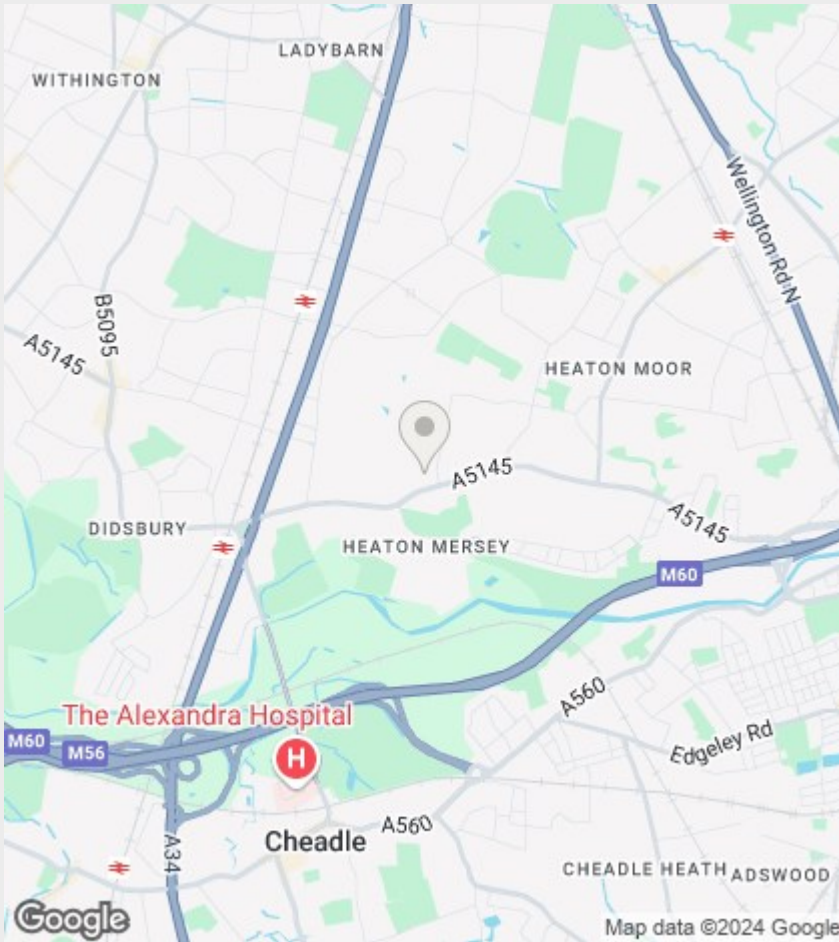 LADYBARN
WITHINGTON
Wellington Rd N
B5095
A5145
HEATON MOOR
A5145
A5145
DIDSBURY
HEATON MERSEY
M60
The Alexandra Hospital
H
M60
M56
A560
Edgeley Rd
A34
Cheadle
A560
CHEADLE HEATH
ADSWOOD
Google
Map data ©2024 Google